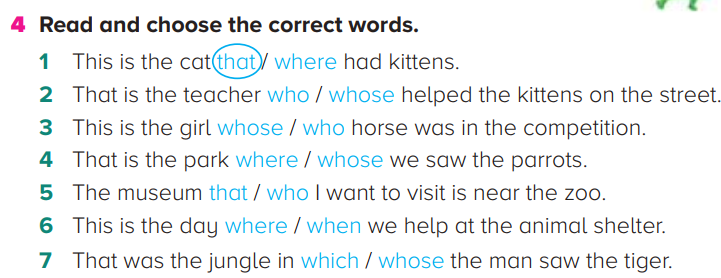 4 Read and choose the correct words.
1 This is the cat that / where had kittens.
2 That is the teacher who / whose helped the kittens on the street.
3 This is the girl whose / who horse was in the competition.
4 That is the park where / whose we saw the parrots.
5 The museum that / who I want to visit is near the zoo.
6 This is the day where / when we help at the animal shelter.
7 That was the jungle in which / whose the man saw the tiger.